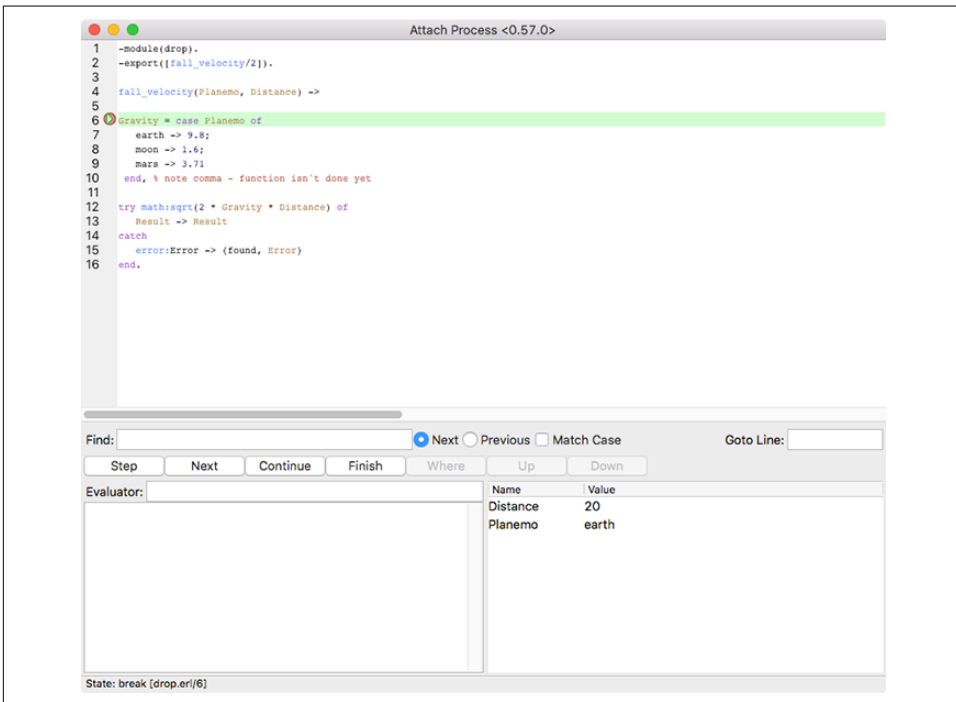 Attach Process <0.57.0>
1 -module(drop).
2 -export([fall_velocity/2]).
3
4 fall_velocity(Planemo, Distance) ->
5
6 Gravity = case Planemo of
7 earth -> 9.8;
8 moon -> 1.6;
9 mars -> 3.71
10 end, % note comma - function isn't done yet
11
12 try math:sqrt(2 * Gravity * Distance) of
13 Result -> Result
14 catch
15 error:Error -> {found, Error}
16 end.
Find: Next Previous Match Case Goto Line:
Step Next Continue Finish Where Up Down
Evaluator: Name Value
Distance 20
Planemo earth
State: break [drop.erl/6]